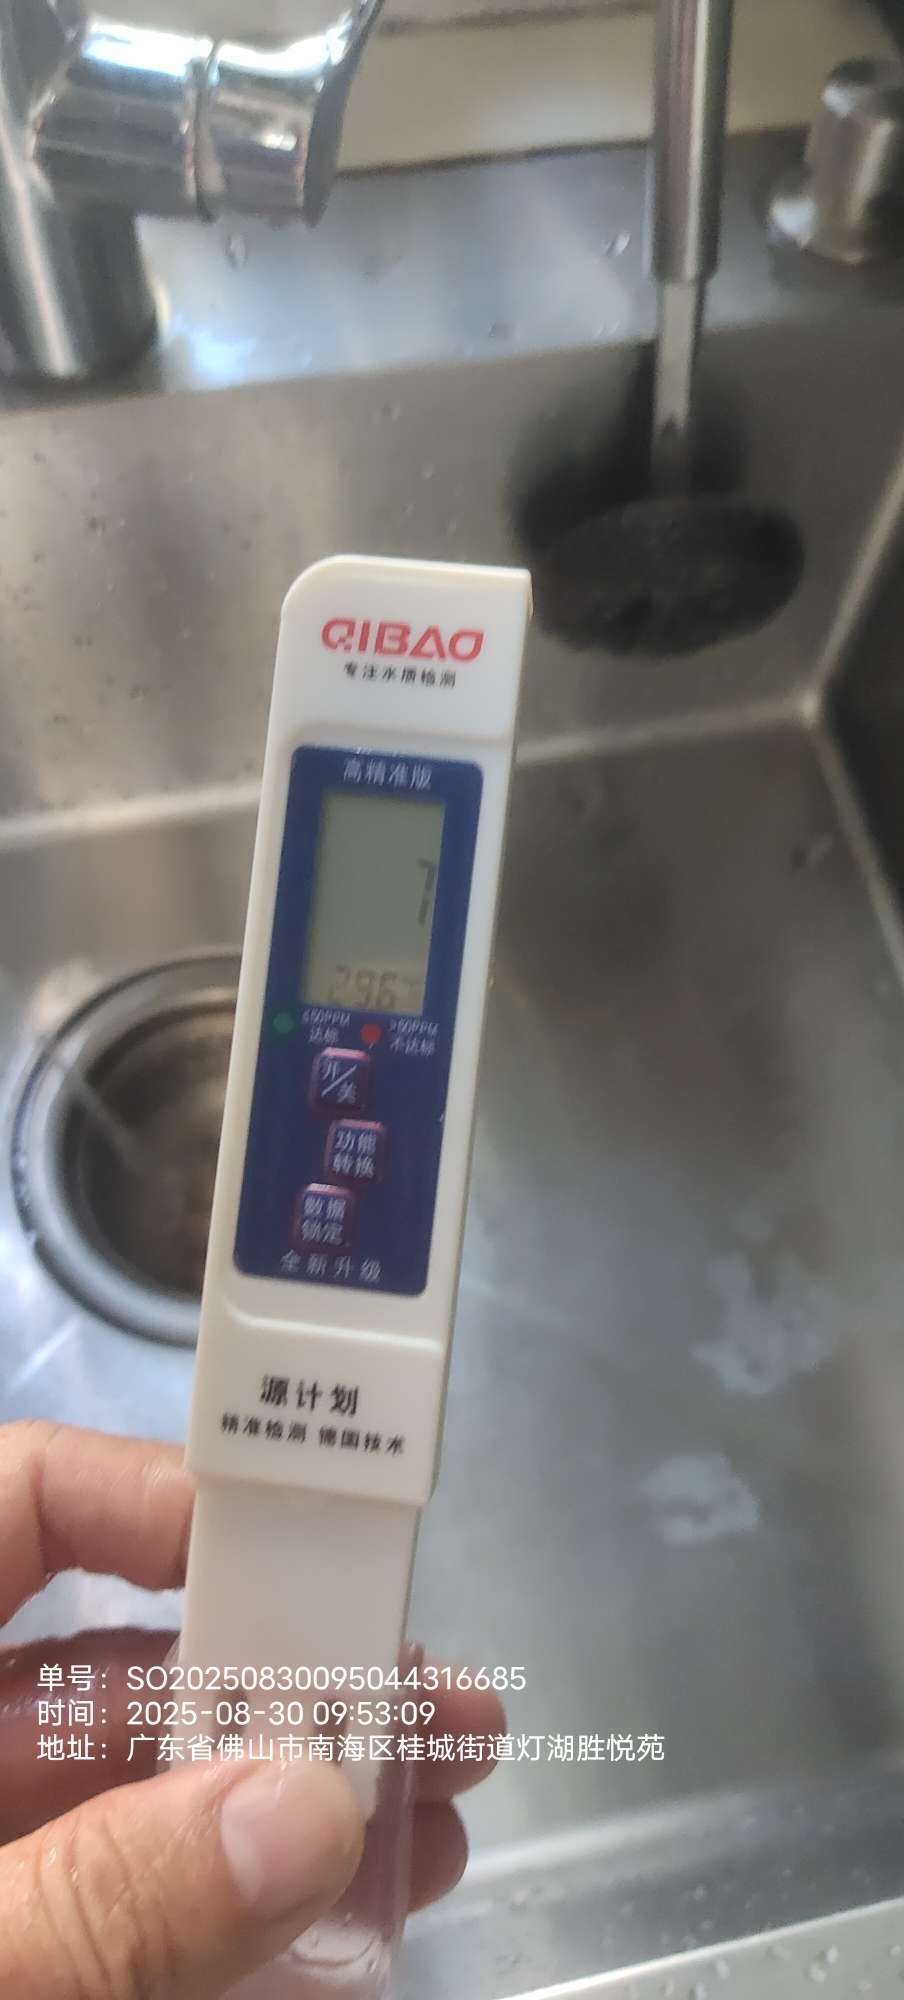 QIBAO
专注水质检测
高精准版
7
29.6
≤50PPM
达标
>50PPM
不达标
开/关
功能
转换
数据
锁定
全新升级
源计划
精准检测 德国技术
单号：SO20250830095044316685
时间：2025-08-30 09:53:09
地址：广东省佛山市南海区桂城街道灯湖胜悦苑